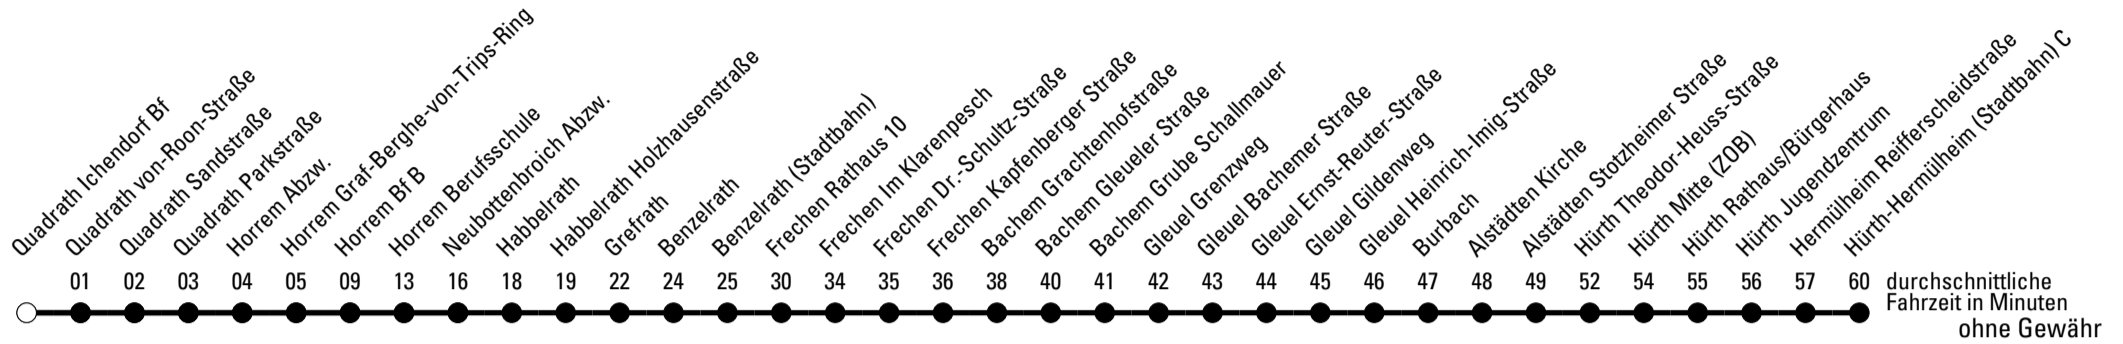 Quadrath Ichendorf Bf
Quadrath von-Roon-Straße
Quadrath Sandstraße
Quadrath Parkstraße
Horrem Abzw.
Horrem Graf-Berghe-von-Trips-Ring
Horrem Bf B
Horrem Berufsschule
Neubottenbroich Abzw.
Habbelrath
Habbelrath Holzhausenstraße
Grefrath
Benzelrath
Benzelrath (Stadtbahn)
Frechen Rathaus 10
Frechen Im Klarenpesch
Frechen Dr.-Schultz-Straße
Frechen Kapfenberger Straße
Bachem Grachtenhofstraße
Bachem Gleueler Straße
Bachem Grube Schallmauer
Gleuel Grenzweg
Gleuel Bachemer Straße
Gleuel Ernst-Reuter-Straße
Gleuel Gildenweg
Gleuel Heinrich-Imig-Straße
Burbach
Alstädten Kirche
Alstädten Stotzheimer Straße
Hürth Theodor-Heuss-Straße
Hürth Mitte (ZOB)
Hürth Rathaus/Bürgerhaus
Hürth Jugendzentrum
Hermülheim Reifferscheidstraße
Hürth-Hermülheim (Stadtbahn) C
01 02 03 04 05 09 13 16 18 19 22 24 25 30 34 35 36 38 40 41 42 43 44 45 46 47 48 49 52 54 55 56 57 60 durchschnittliche
Fahrzeit in Minuten
ohne Gewähr